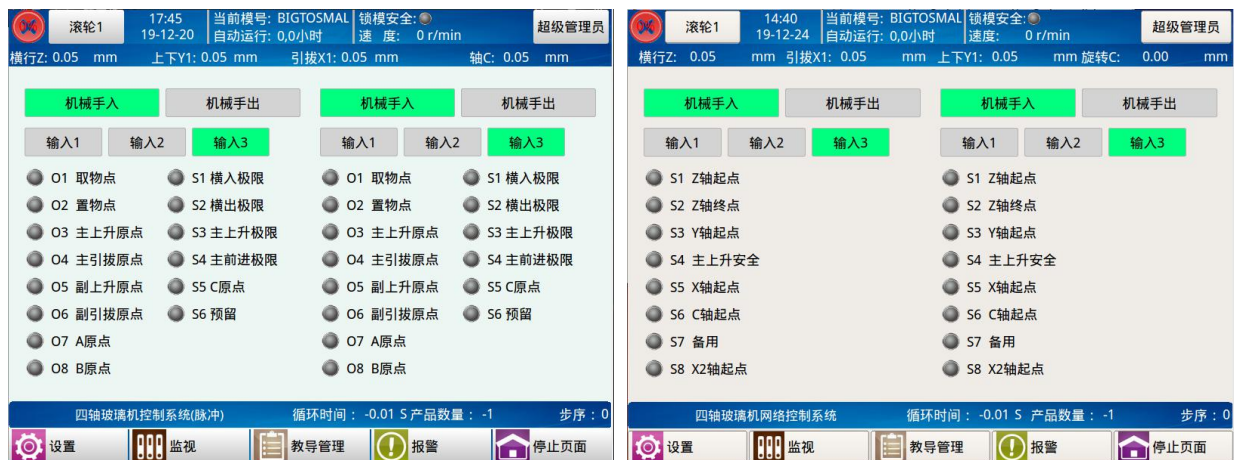 滚轮1
17:45
19-12-20
当前模号: BIGTOSMAL
自动运行: 0,0小时
锁模安全:
速 度: 0 r/min
超级管理员
横行Z: 0.05 mm 上下Y1: 0.05 mm 引拔X1: 0.05 mm 轴C: 0.05 mm
机械手入 机械手出 机械手入 机械手出
输入1 输入2 输入3 输入1 输入2 输入3
O1 取物点 S1 横入极限 O1 取物点 S1 横入极限
O2 置物点 S2 横出极限 O2 置物点 S2 横出极限
O3 主上升原点 S3 主上升极限 O3 主上升原点 S3 主上升极限
O4 主引拔原点 S4 主前进极限 O4 主引拔原点 S4 主前进极限
O5 副上升原点 S5 C原点 O5 副上升原点 S5 C原点
O6 副引拔原点 S6 预留 O6 副引拔原点 S6 预留
O7 A原点 O7 A原点
O8 B原点 O8 B原点
四轴玻璃机控制系统(脉冲) 循环时间： -0.01 S 产品数量： -1 步序： 0
设置 监视 教导管理 报警 停止页面
滚轮1
14:40
19-12-24
当前模号: BIGTOSMAL
自动运行: 0,0小时
锁模安全:
速度: 0 r/min
超级管理员
横行Z: 0.05 mm 引拔X1: 0.05 mm 上下Y1: 0.05 mm 旋转C: 0.00 mm
机械手入 机械手出 机械手入 机械手出
输入1 输入2 输入3 输入1 输入2 输入3
S1 Z轴起点 S1 Z轴起点
S2 Z轴终点 S2 Z轴终点
S3 Y轴起点 S3 Y轴起点
S4 主上升安全 S4 主上升安全
S5 X轴起点 S5 X轴起点
S6 C轴起点 S6 C轴起点
S7 备用 S7 备用
S8 X2轴起点 S8 X2轴起点
四轴玻璃机网络控制系统 循环时间： -0.01 S 产品数量： -1 步序： 0
设置 监视 教导管理 报警 停止页面